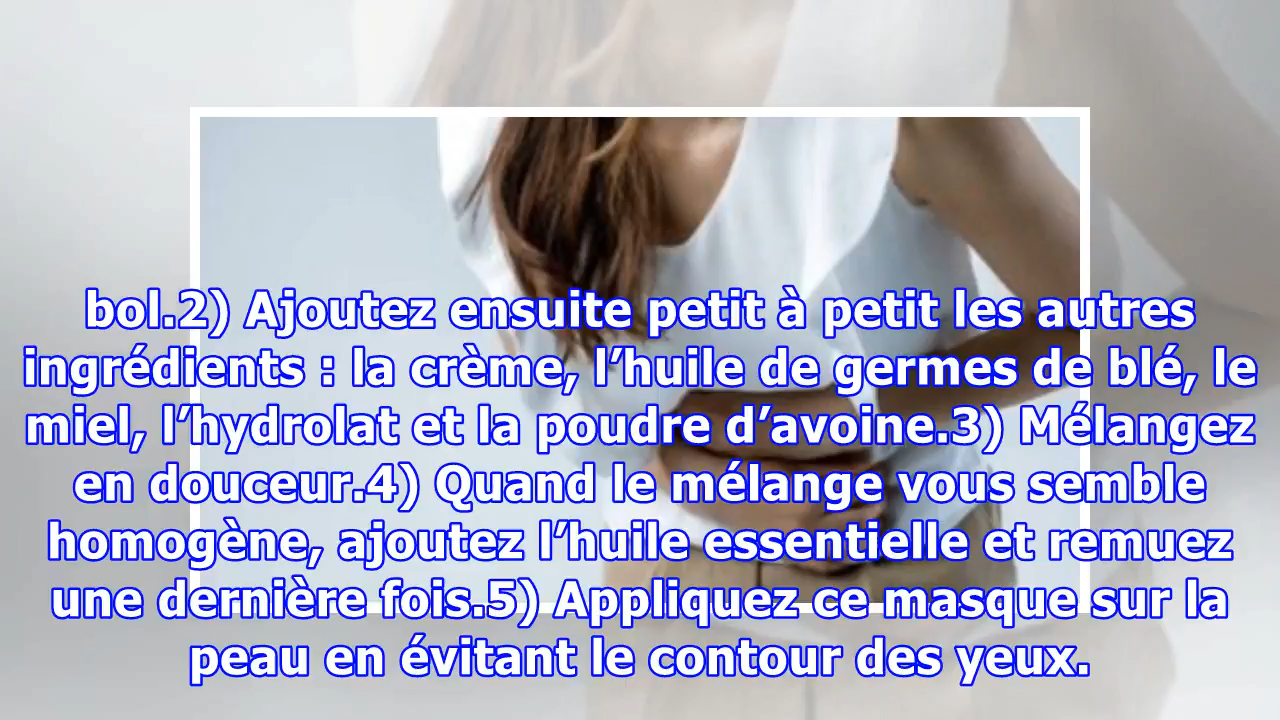 bol.2) Ajoutez ensuite petit à petit les autres
ingrédients : la crème, l’huile de germes de blé, le
miel, l’hydrolat et la poudre d’avoine.3) Mélangez
en douceur.4) Quand le mélange vous semble
homogène, ajoutez l’huile essentielle et remuez
une dernière fois.5) Appliquez ce masque sur la
peau en évitant le contour des yeux.